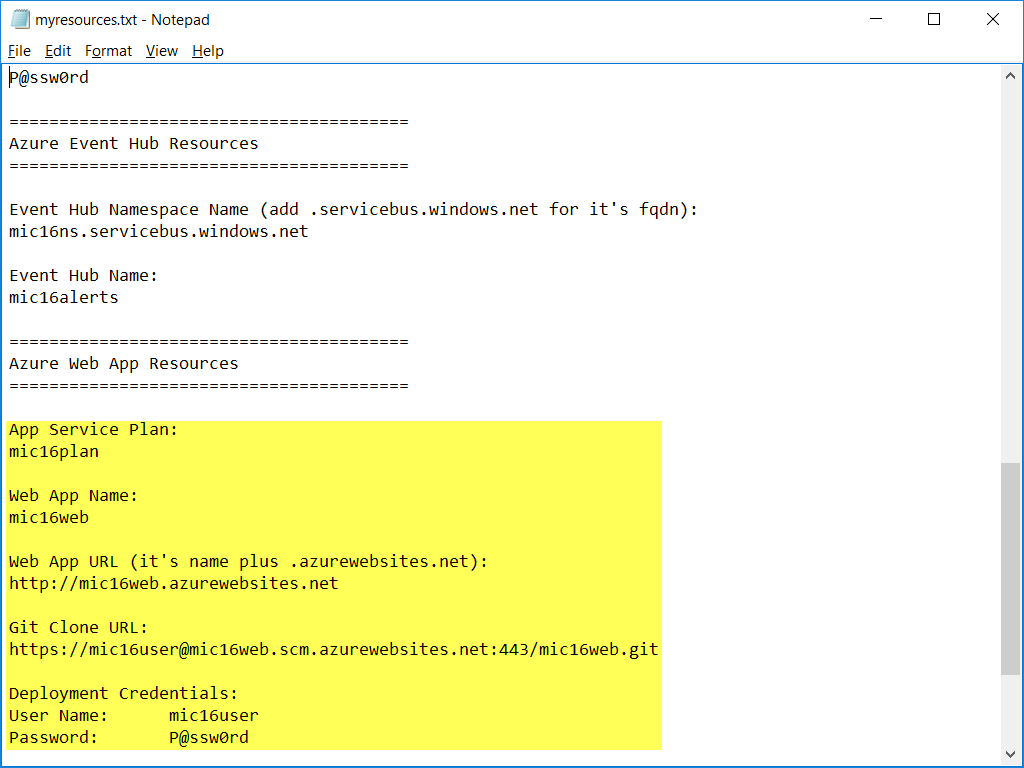 myresources.txt - Notepad
File Edit Format View Help
P@ssw0rd
========================================
Azure Event Hub Resources
========================================
Event Hub Namespace Name (add .servicebus.windows.net for it's fqdn):
mic16ns.servicebus.windows.net
Event Hub Name:
mic16alerts
========================================
Azure Web App Resources
========================================
App Service Plan:
mic16plan
Web App Name:
mic16web
Web App URL (it's name plus .azurewebsites.net):
http://mic16web.azurewebsites.net
Git Clone URL:
https://mic16user@mic16web.scm.azurewebsites.net:443/mic16web.git
Deployment Credentials:
User Name: mic16user
Password: P@ssw0rd